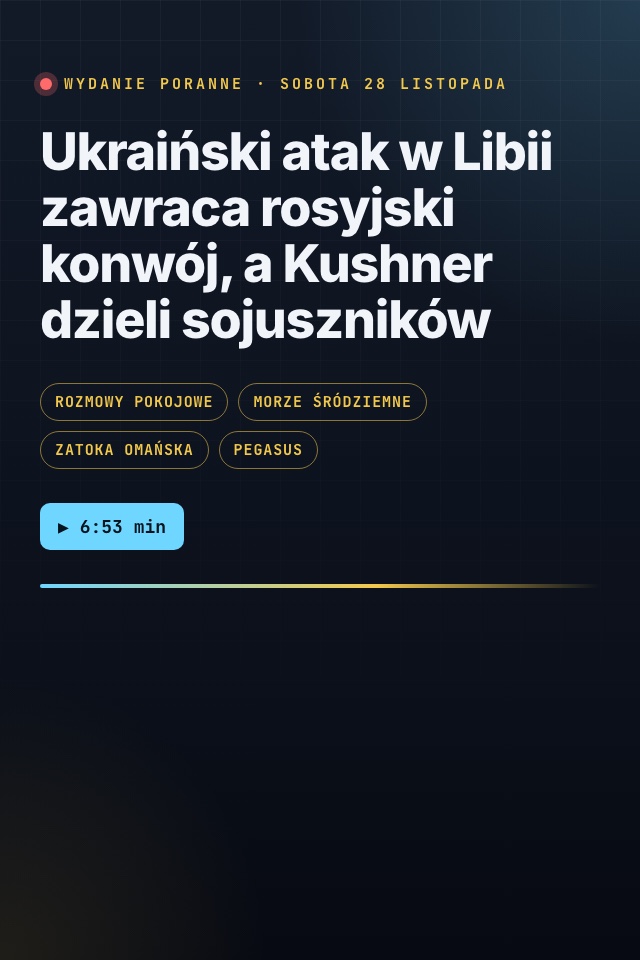 WYDANIE PORANNE · SOBOTA 28 LISTOPADA
Ukraiński atak w Libii
zawraca rosyjski
konwój, a Kushner
dzieli sojuszników
ROZMOWY POKOJOWE
MORZE ŚRÓDZIEMNE
ZATOKA OMAŃSKA
PEGASUS
▶ 6:53 min